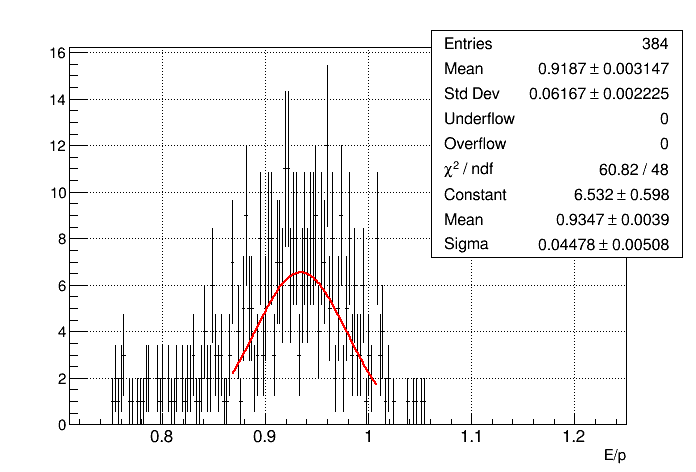 Entries 384
Mean 0.9187 ± 0.003147
Std Dev 0.06167 ± 0.002225
Underflow 0
Overflow 0
χ² / ndf 60.82 / 48
Constant 6.532 ± 0.598
Mean 0.9347 ± 0.0039
Sigma 0.04478 ± 0.00508
16
14
12
10
8
6
4
2
0
0.8 0.9 1 1.1 1.2
E/p